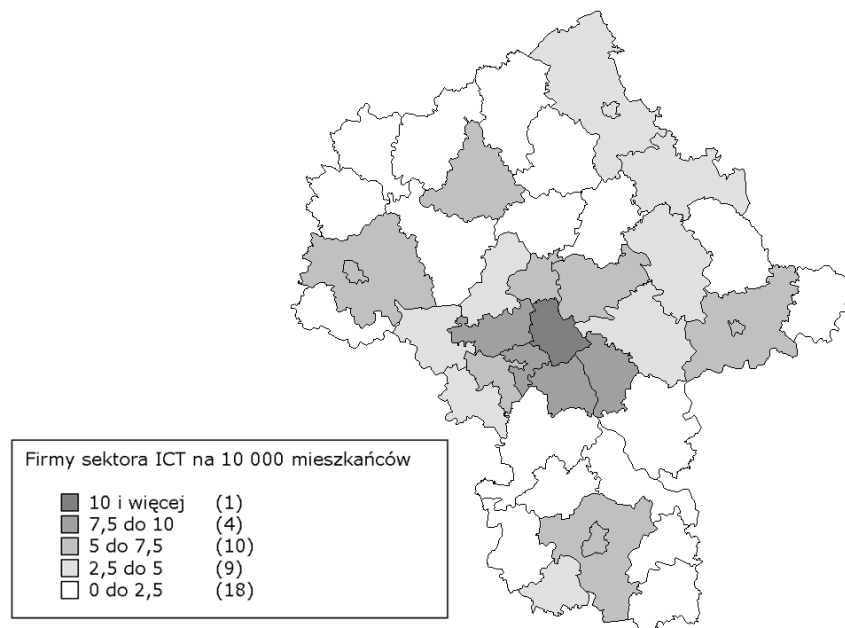 Firmy sektora ICT na 10 000 mieszkańców
10 i więcej (1)
7,5 do 10 (4)
5 do 7,5 (10)
2,5 do 5 (9)
0 do 2,5 (18)